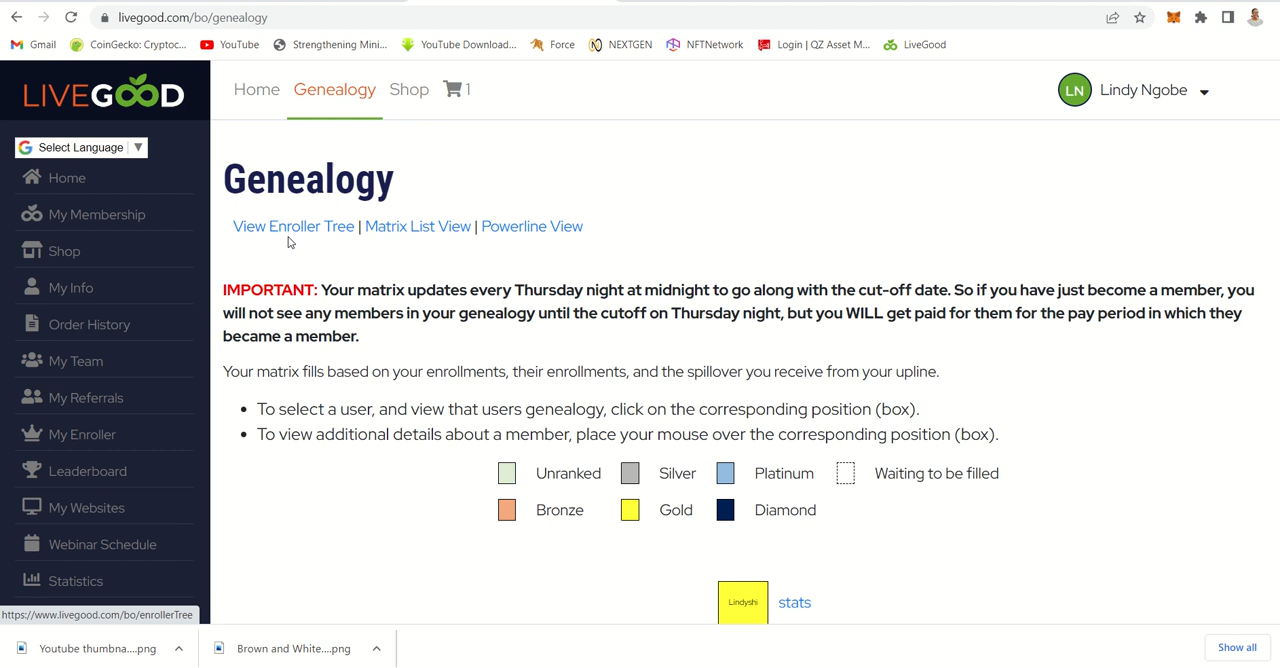 livegood.com/bo/genealogy
Gmail CoinGecko: Cryptoc... YouTube Strengthening Mini... YouTube Download... Force NEXTGEN NFTNetwork Login | QZ Asset M... LiveGood
LIVEGOOD
Home Genealogy Shop 1
LN Lindy Ngobe
Select Language ▼
Home
My Membership
Shop
My Info
Order History
My Team
My Referrals
My Enroller
Leaderboard
My Websites
Webinar Schedule
Statistics
Genealogy
View Enroller Tree | Matrix List View | Powerline View
IMPORTANT: Your matrix updates every Thursday night at midnight to go along with the cut-off date. So if you have just become a member, you
will not see any members in your genealogy until the cutoff on Thursday night, but you WILL get paid for them for the pay period in which they
became a member.
Your matrix fills based on your enrollments, their enrollments, and the spillover you receive from your upline.
• To select a user, and view that users genealogy, click on the corresponding position (box).
• To view additional details about a member, place your mouse over the corresponding position (box).
Unranked Silver Platinum Waiting to be filled
Bronze Gold Diamond
Lindyshi stats
https://www.livegood.com/bo/enrollerTree
Youtube thumbna....png Brown and White....png Show all